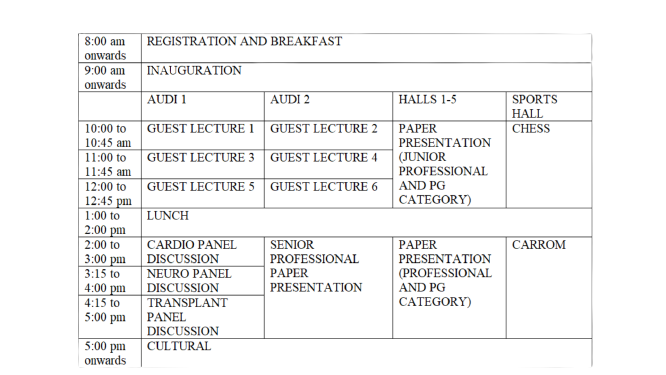 8:00 am onwards REGISTRATION AND BREAKFAST
9:00 am onwards INAUGURATION
AUDI 1 AUDI 2 HALLS 1-5 SPORTS HALL
10:00 to 10:45 am GUEST LECTURE 1 GUEST LECTURE 2 PAPER PRESENTATION (JUNIOR PROFESSIONAL AND PG CATEGORY) CHESS
11:00 to 11:45 am GUEST LECTURE 3 GUEST LECTURE 4
12:00 to 12:45 pm GUEST LECTURE 5 GUEST LECTURE 6
1:00 to 2:00 pm LUNCH
2:00 to 3:00 pm CARDIO PANEL DISCUSSION SENIOR PROFESSIONAL PAPER PRESENTATION PAPER PRESENTATION (PROFESSIONAL AND PG CATEGORY) CARROM
3:15 to 4:00 pm NEURO PANEL DISCUSSION
4:15 to 5:00 pm TRANSPLANT PANEL DISCUSSION
5:00 pm onwards CULTURAL